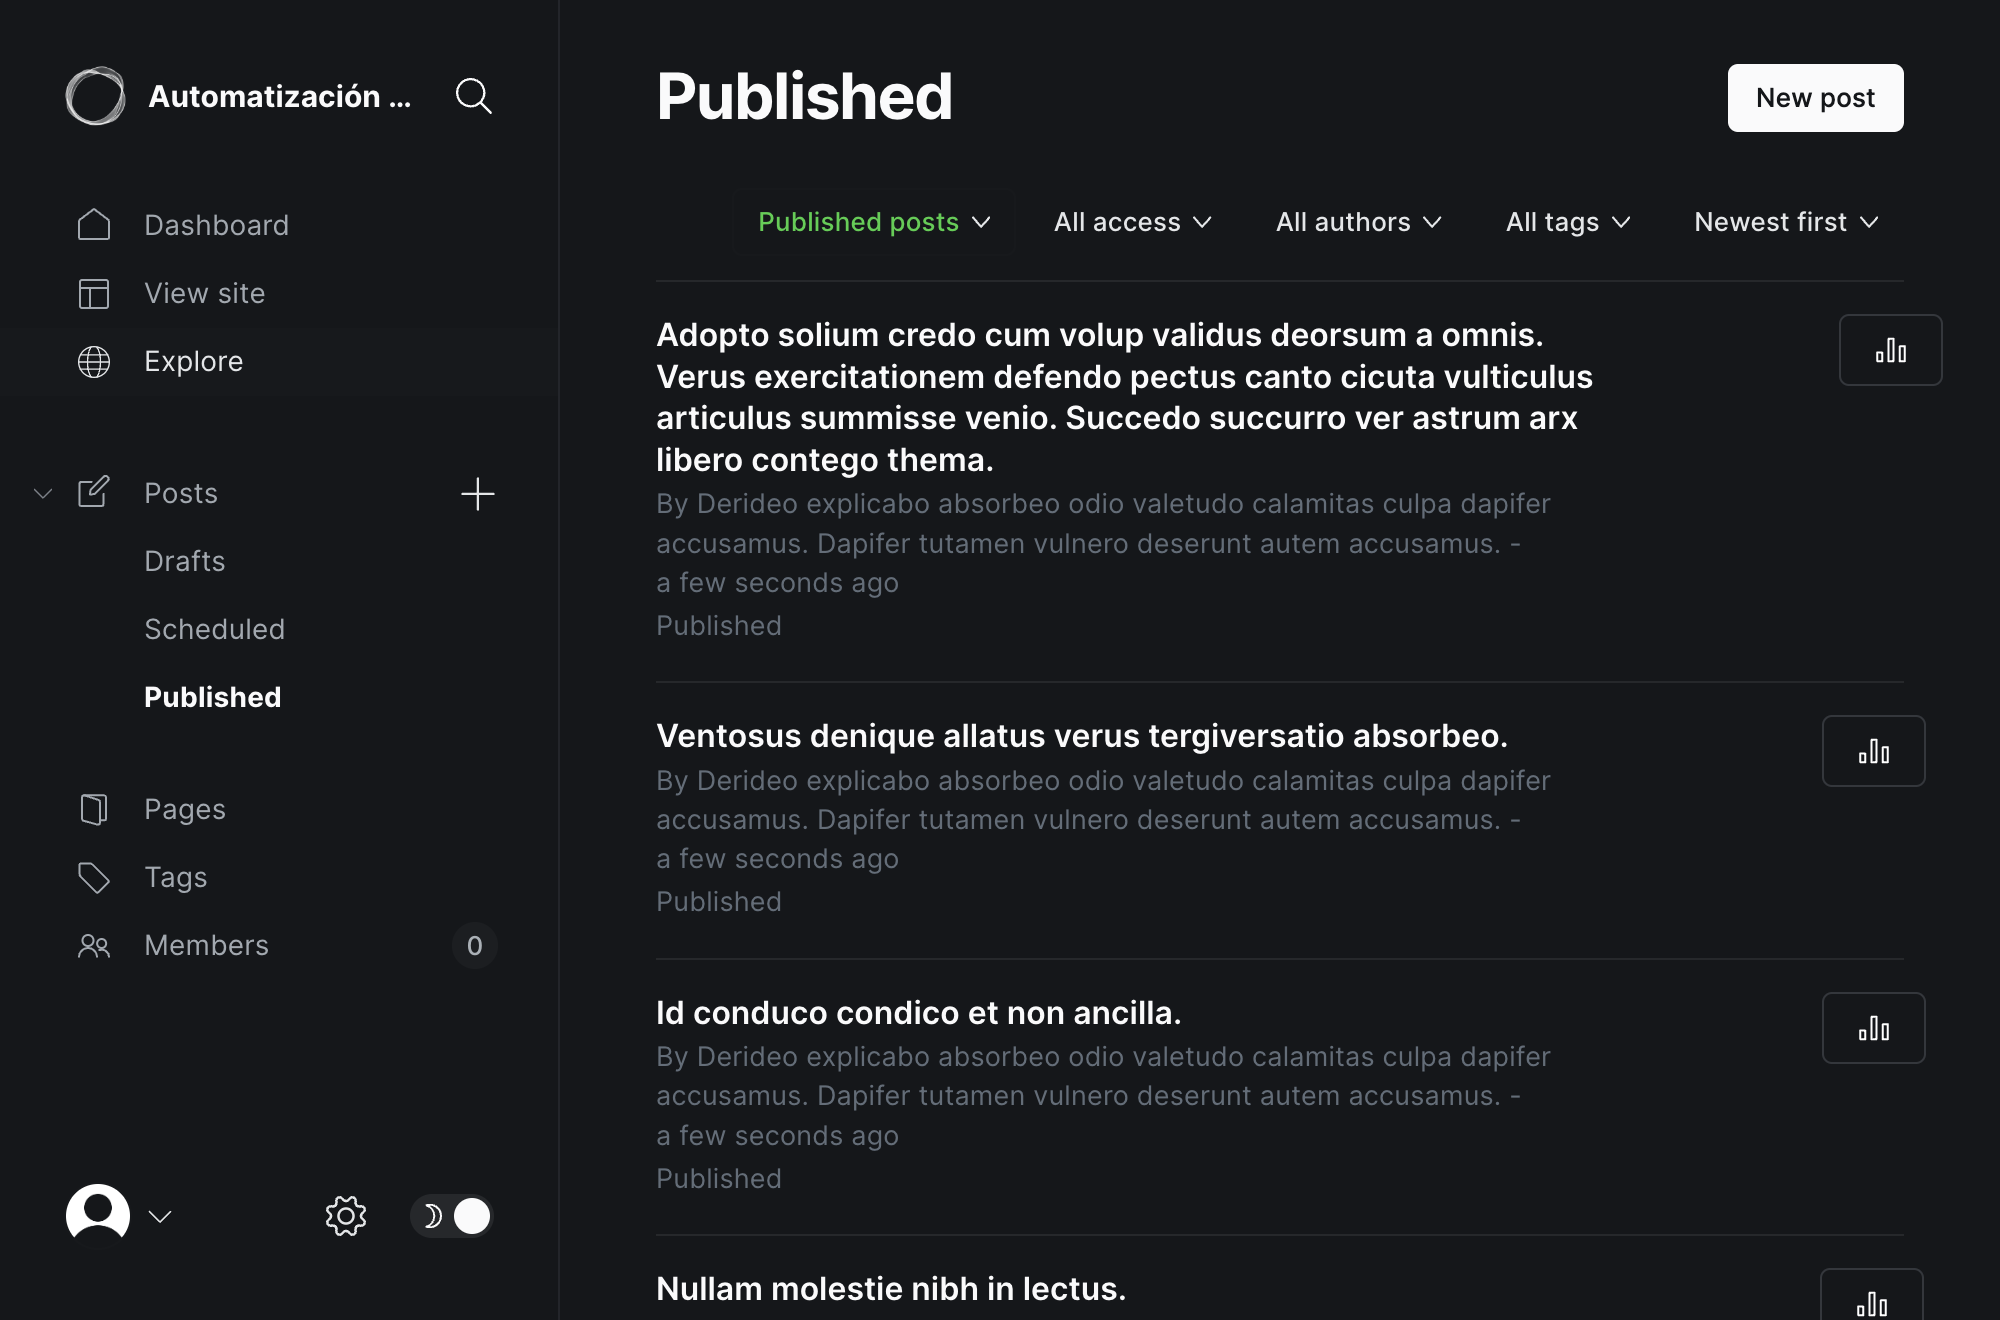 Automatización ...
Dashboard
View site
Explore
Posts
Drafts
Scheduled
Published
Pages
Tags
Members
0
Published
New post
Published posts
All access
All authors
All tags
Newest first
Adopto solium credo cum volup validus deorsum a omnis.
Verus exercitationem defendo pectus canto cicuta vulticulus
articulus summisse venio. Succedo succurro ver astrum arx
libero contego thema.
By Derideo explicabo absorbeo odio valetudo calamitas culpa dapifer
accusamus. Dapifer tutamen vulnero deserunt autem accusamus. -
a few seconds ago
Published
Ventosus denique allatus verus tergiversatio absorbeo.
By Derideo explicabo absorbeo odio valetudo calamitas culpa dapifer
accusamus. Dapifer tutamen vulnero deserunt autem accusamus. -
a few seconds ago
Published
Id conduco condico et non ancilla.
By Derideo explicabo absorbeo odio valetudo calamitas culpa dapifer
accusamus. Dapifer tutamen vulnero deserunt autem accusamus. -
a few seconds ago
Published
Nullam molestie nibh in lectus.